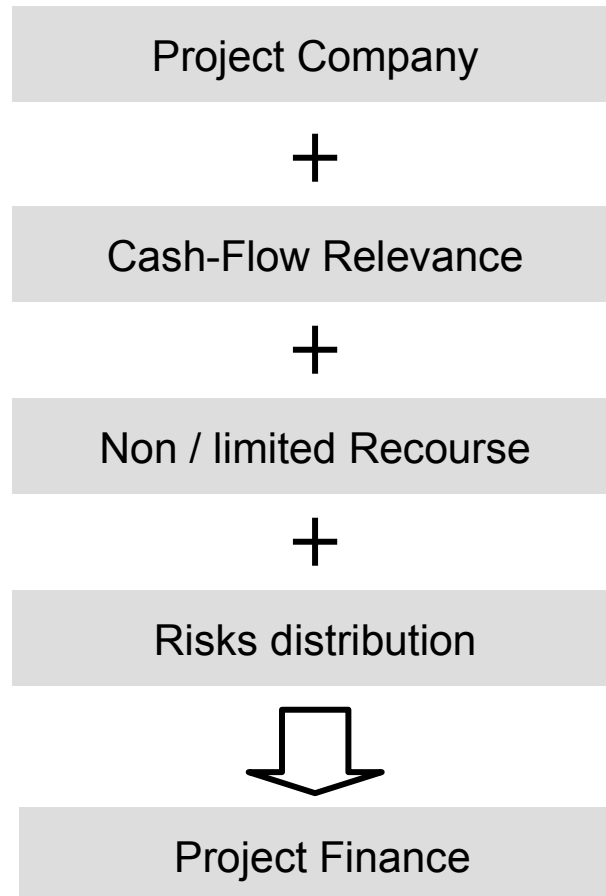 Project Company
+
Cash-Flow Relevance
+
Non / limited Recourse
+
Risks distribution
Project Finance